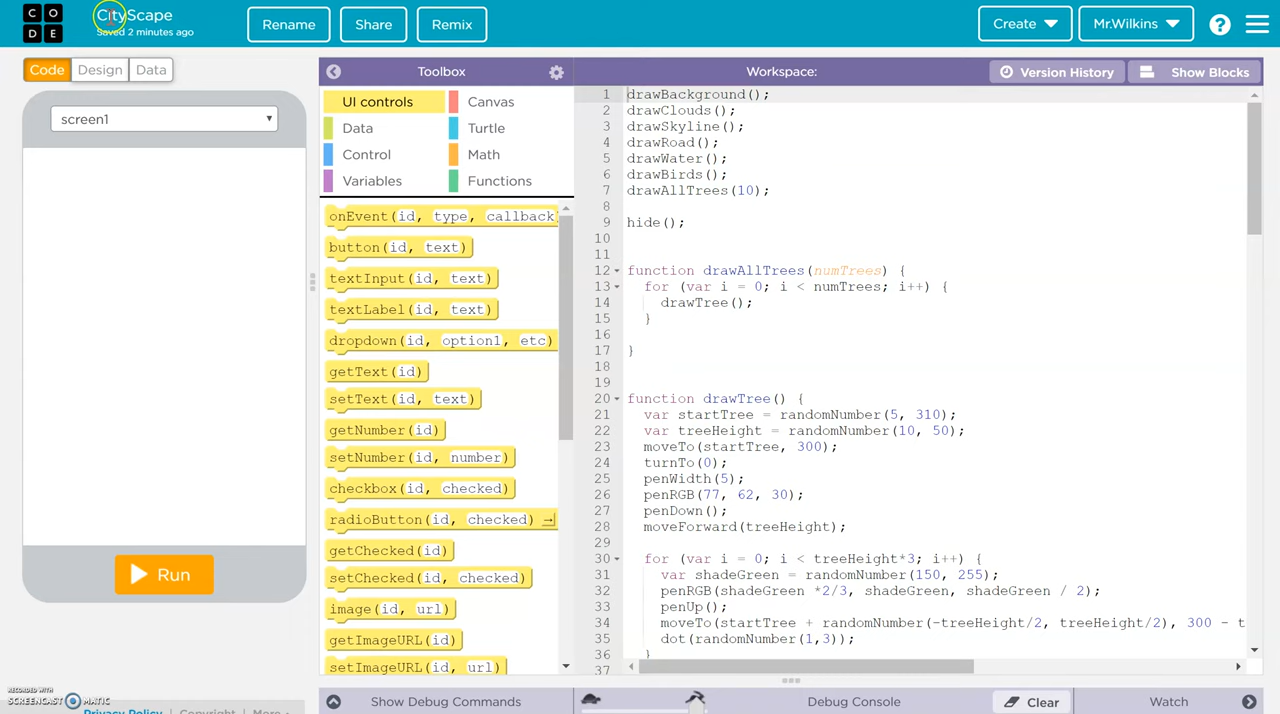 C O
D E
CityScape
Saved 2 minutes ago
Rename
Share
Remix
Create
Mr.Wilkins
?
Code
Design
Data
Toolbox
Workspace:
Version History
Show Blocks
screen1
UI controls
Canvas
Data
Turtle
Control
Math
Variables
Functions
onEvent(id, type, callback
button(id, text)
textInput(id, text)
textLabel(id, text)
dropdown(id, option1, etc)
getText(id)
setText(id, text)
getNumber(id)
setNumber(id, number)
checkbox(id, checked)
radioButton(id, checked)
getChecked(id)
setChecked(id, checked)
image(id, url)
getImageURL(id)
setImageURL(id, url)
1 drawBackground();
2 drawClouds();
3 drawSkyline();
4 drawRoad();
5 drawWater();
6 drawBirds();
7 drawAllTrees(10);
8
9 hide();
10
11
12 function drawAllTrees(numTrees) {
13 for (var i = 0; i < numTrees; i++) {
14 drawTree();
15 }
16
17 }
18
19
20 function drawTree() {
21 var startTree = randomNumber(5, 310);
22 var treeHeight = randomNumber(10, 50);
23 moveTo(startTree, 300);
24 turnTo(0);
25 penWidth(5);
26 penRGB(77, 62, 30);
27 penDown();
28 moveForward(treeHeight);
29
30 for (var i = 0; i < treeHeight*3; i++) {
31 var shadeGreen = randomNumber(150, 255);
32 penRGB(shadeGreen *2/3, shadeGreen, shadeGreen / 2);
33 penUp();
34 moveTo(startTree + randomNumber(-treeHeight/2, treeHeight/2), 300 - t
35 dot(randomNumber(1,3));
36 }
37
Run
RECORDED WITH
SCREENCAST MATIC
Privacy Policy | Copyright | More
Show Debug Commands
Debug Console
Clear
Watch